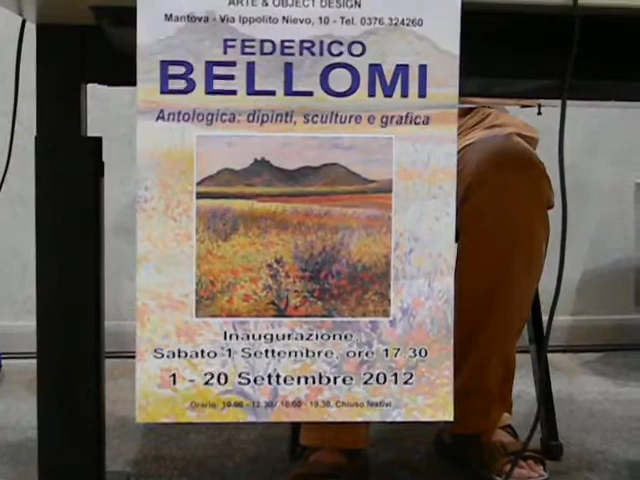 ARTE & OBJECT DESIGN
Mantova - Via Ippolito Nievo, 10 - Tel. 0376.324260
FEDERICO
BELLOMI
Antologica: dipinti, sculture e grafica
Inaugurazione
Sabato 1 Settembre, ore 17.30
1 - 20 Settembre 2012
Orario: 10.00 - 12.30 / 16.00 - 19.30. Chiuso festivi